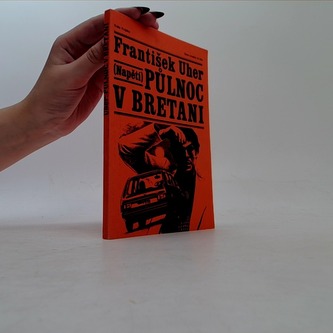 František Uher
(Napětí) PŮLNOC
V BRETANI